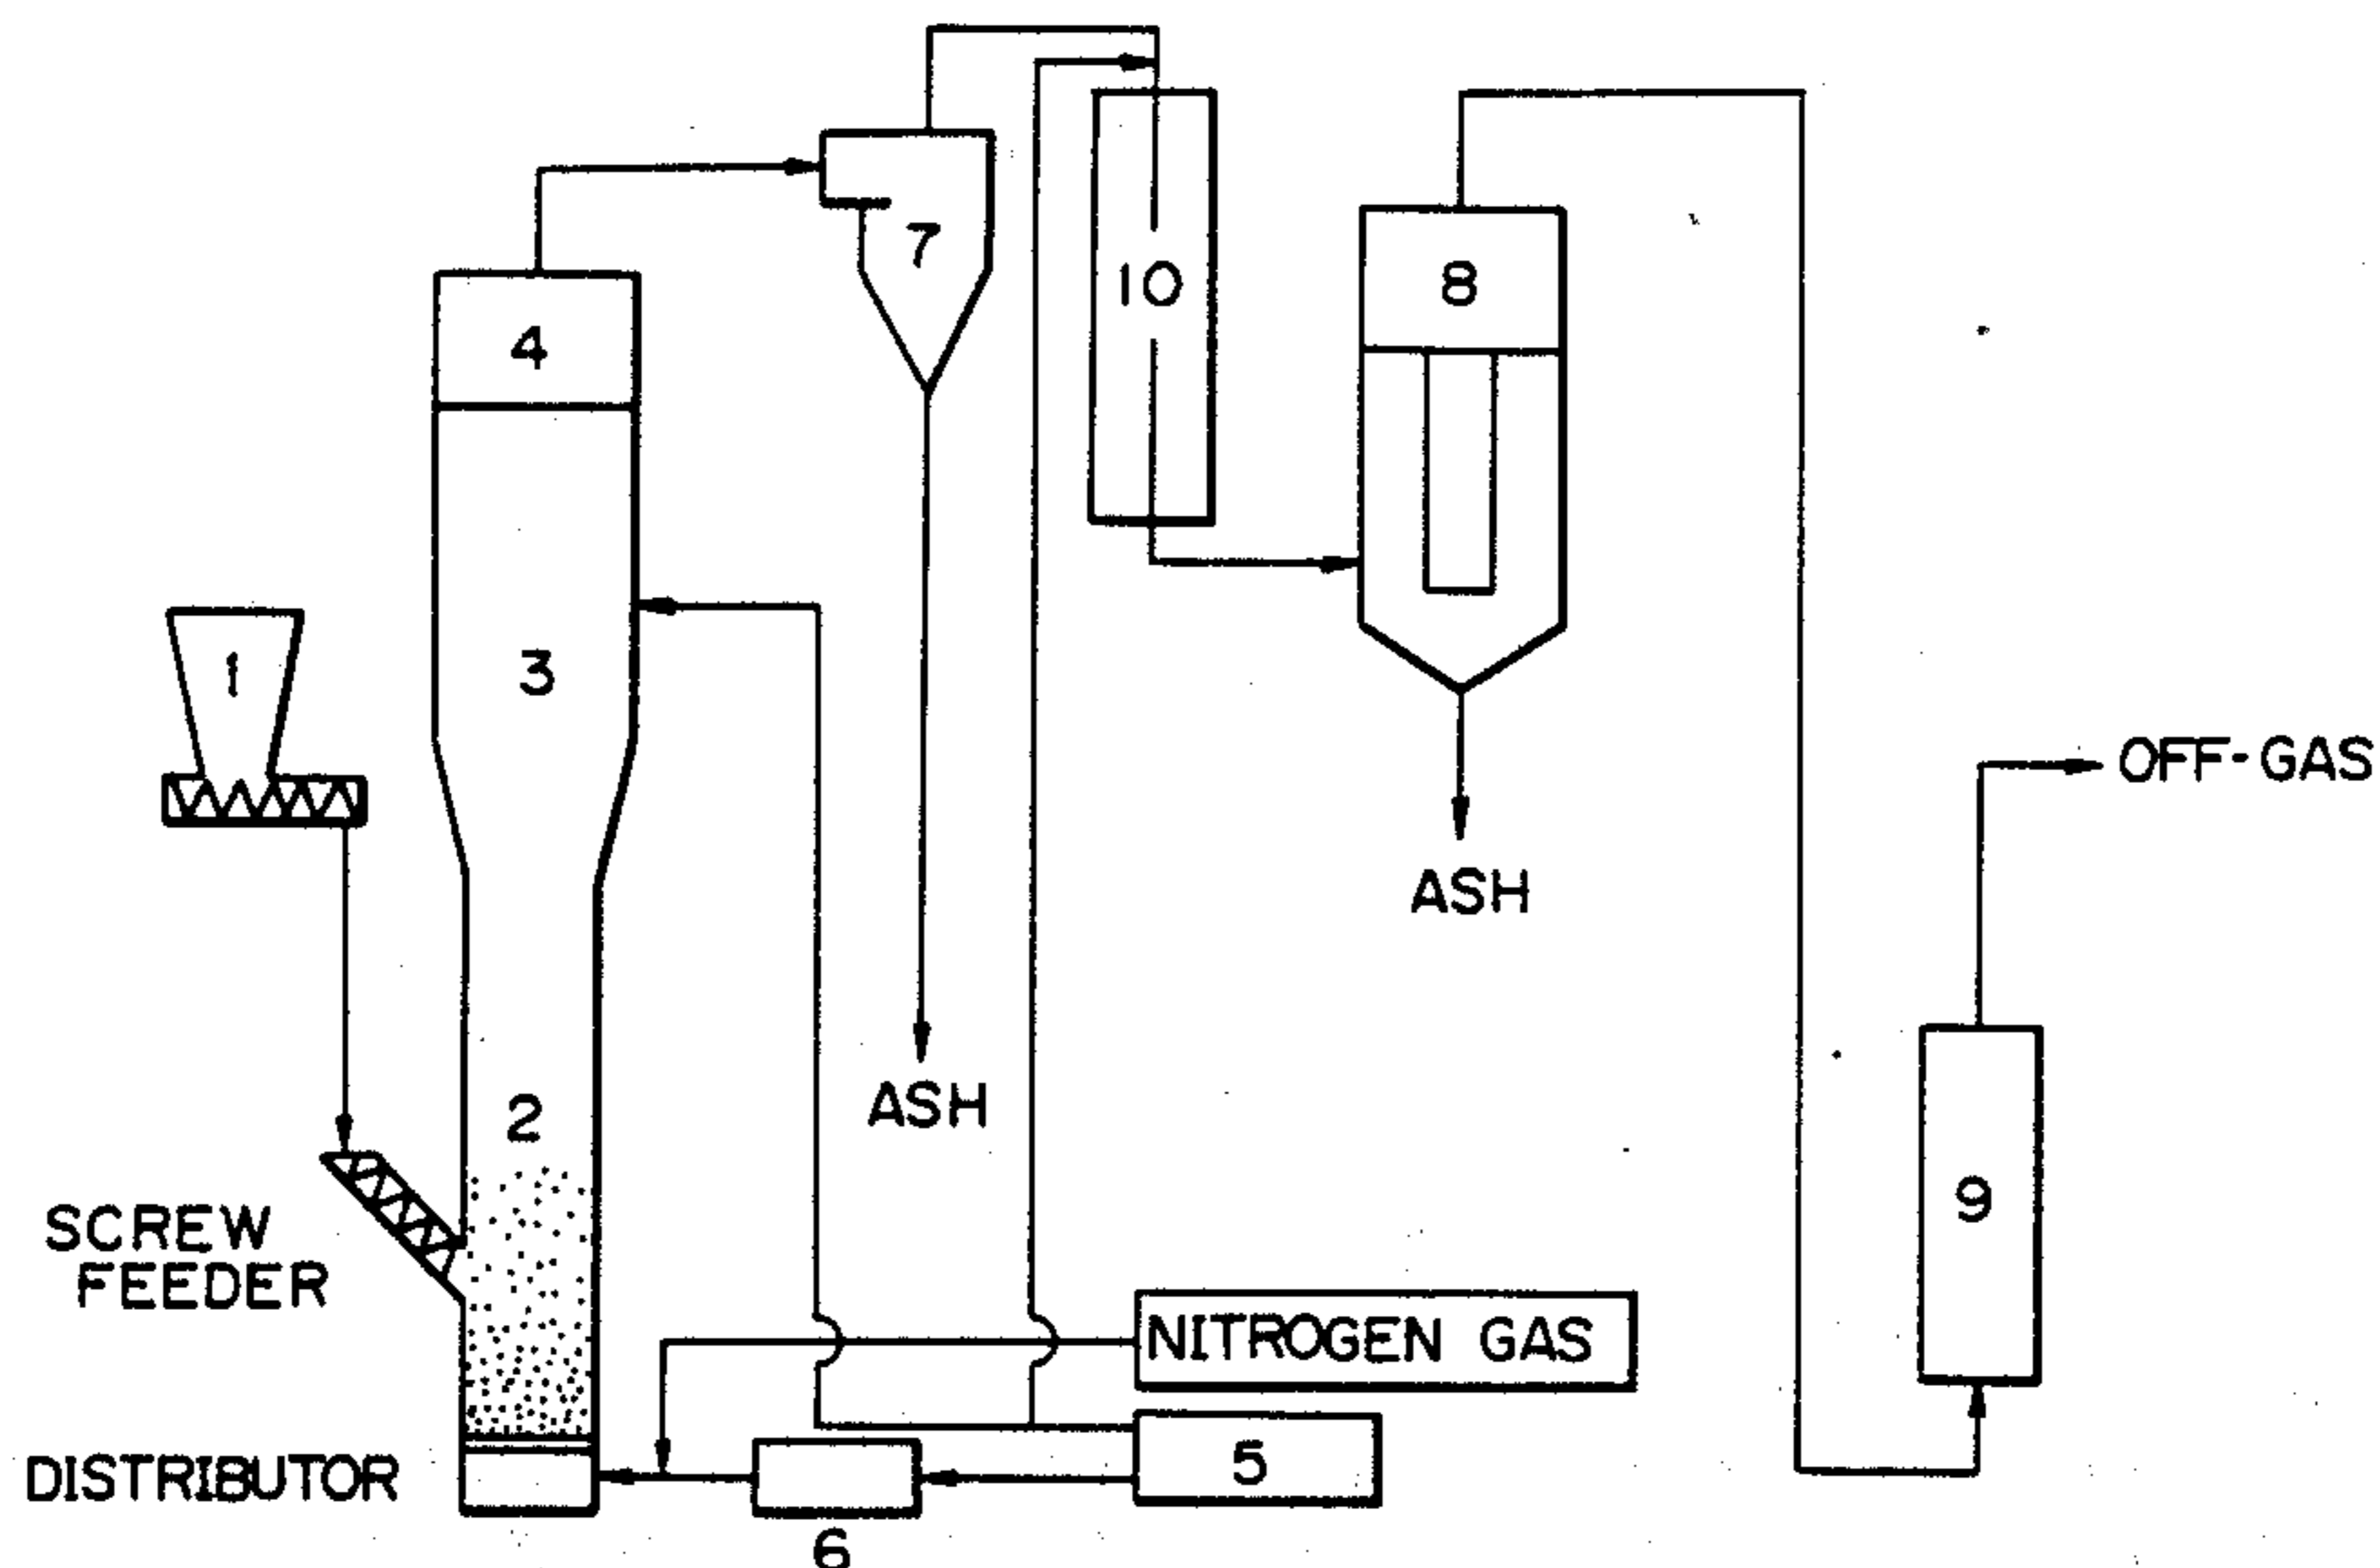 10
7
8
4
1
3
OFF-GAS
ASH
2
ASH
9
SCREW
FEEDER
NITROGEN GAS
DISTRIBUTOR
5
6